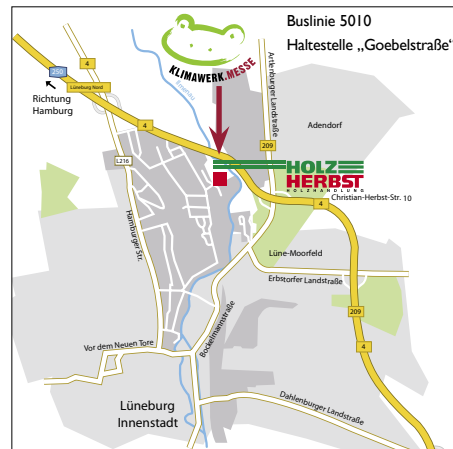 Buslinie 5010
Haltestelle „Goebelstraße"
KLIMAWERK.MESSE
4
250
Lüneburg Nord
Richtung
Hamburg
Ilmenau
Artlenburger Landstraße
Adendorf
4
209
L216
HOLZ
HERBST
HOLZHANDLUNG
Christian-Herbst-Str. 10
4
Hamburger Str.
Lüne-Moorfeld
Erbstorfer Landstraße
Bockelmannstraße
209
Vor dem Neuen Tore
4
Lüneburg
Innenstadt
Dahlenburger Landstraße